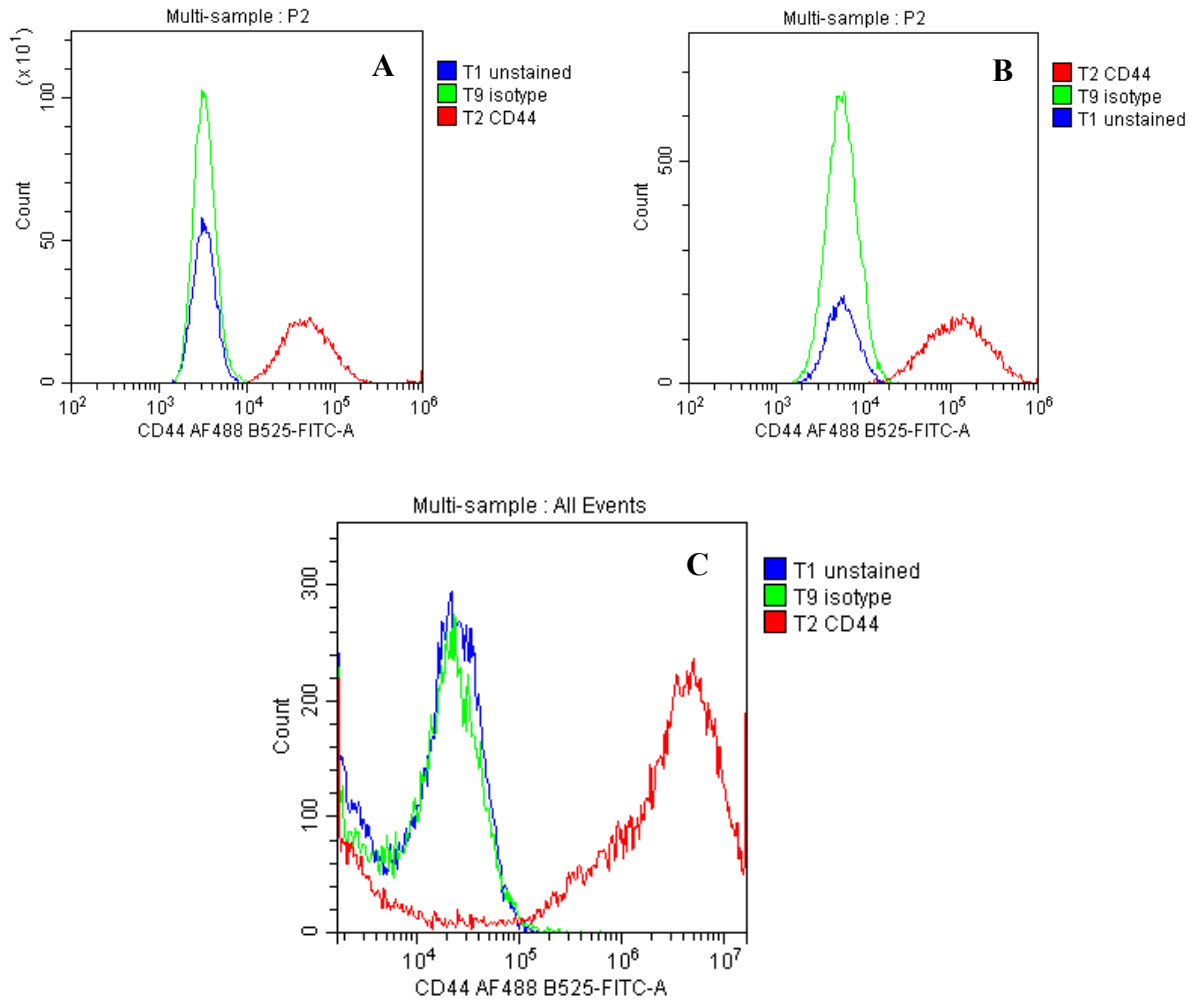 Multi-sample : P2
(x 10¹)
A
100
50
0
Count
10² 10³ 10⁴ 10⁵ 10⁶
CD44 AF488 B525-FITC-A
T1 unstained
T9 isotype
T2 CD44
Multi-sample : P2
B
500
0
Count
10² 10³ 10⁴ 10⁵ 10⁶
CD44 AF488 B525-FITC-A
T2 CD44
T9 isotype
T1 unstained
Multi-sample : All Events
C
300
200
100
0
Count
10⁴ 10⁵ 10⁶ 10⁷
CD44 AF488 B525-FITC-A
T1 unstained
T9 isotype
T2 CD44